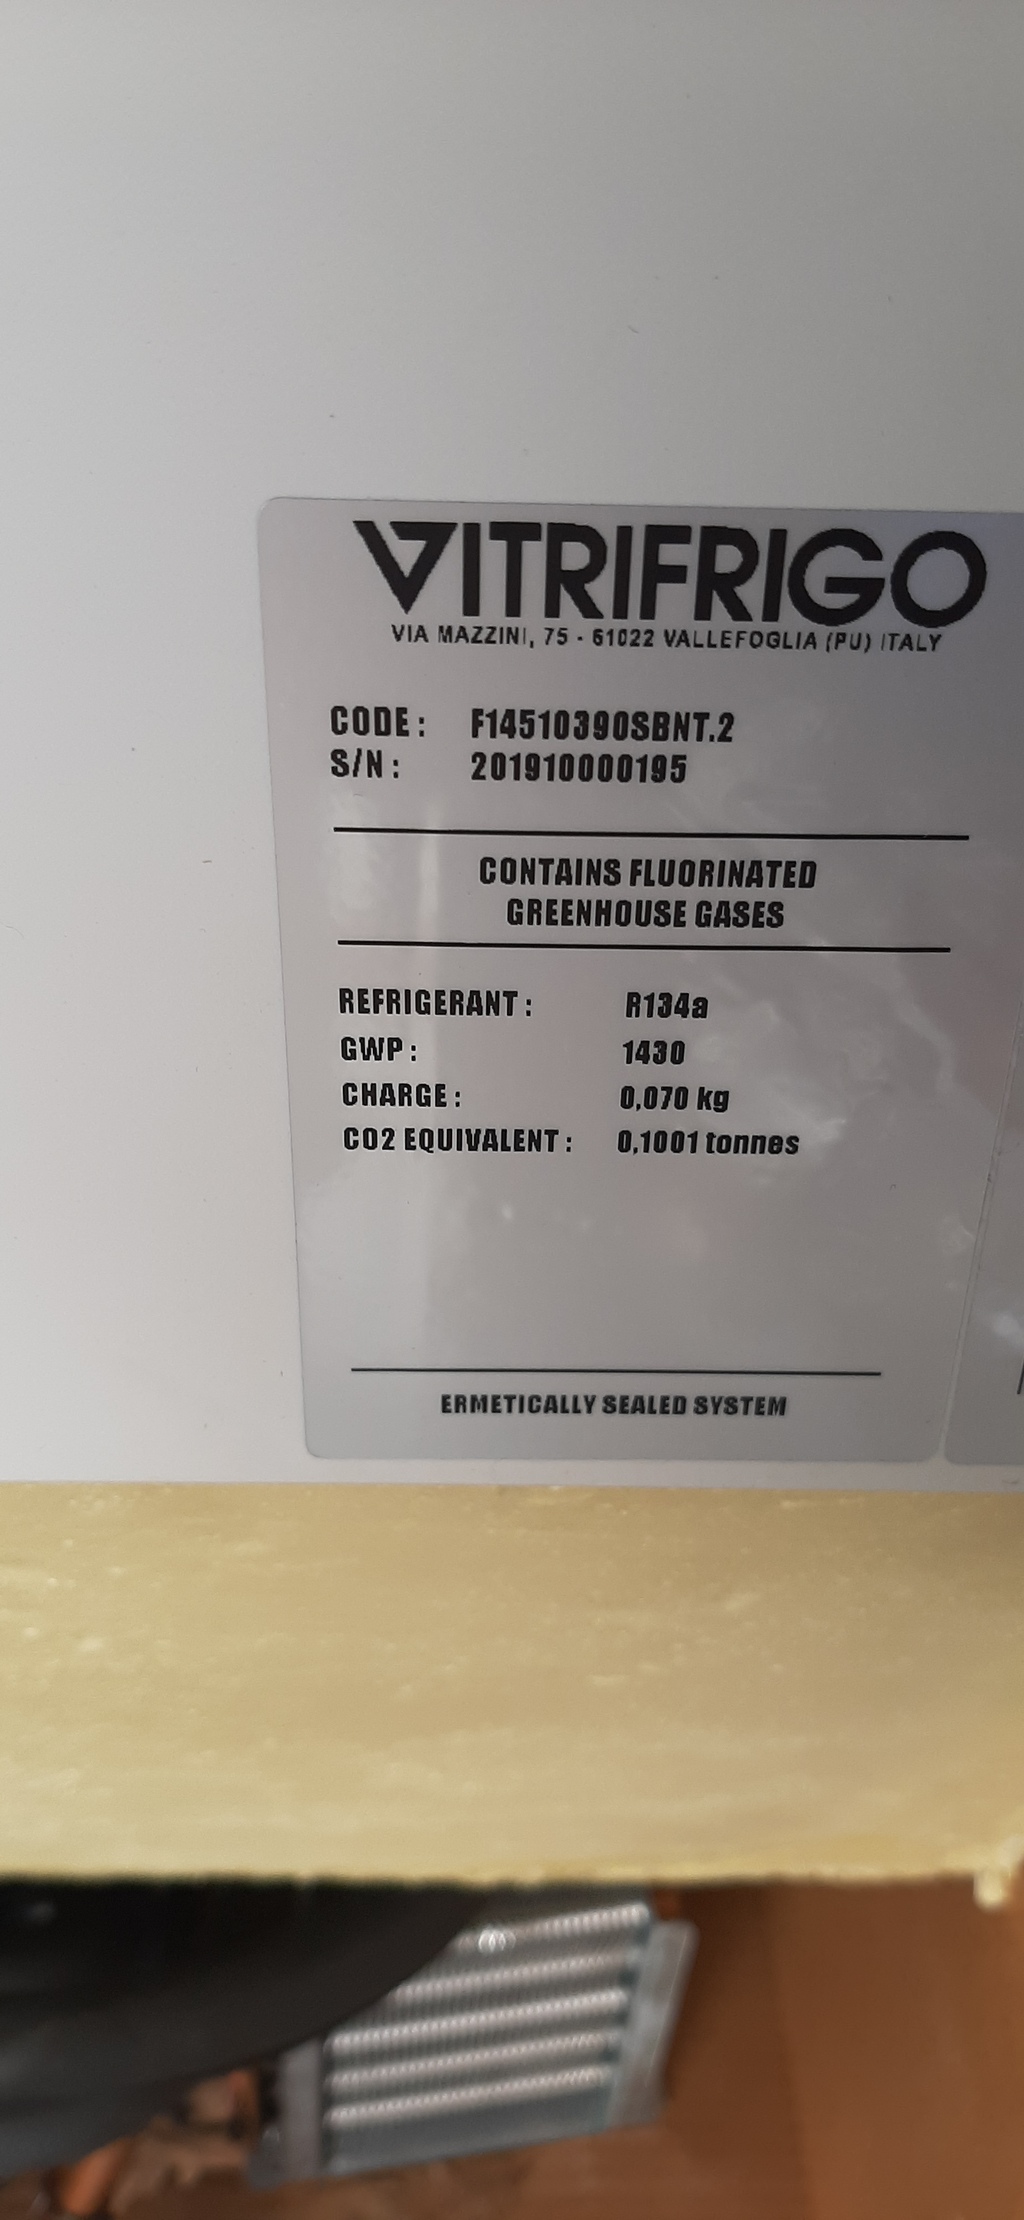 VITRIFRIGO
VIA MAZZINI, 75 - 61022 VALLEFOGLIA (PU) ITALY
CODE : F14510390SBNT.2
S/N : 201910000195
CONTAINS FLUORINATED
GREENHOUSE GASES
REFRIGERANT : R134a
GWP : 1430
CHARGE : 0,070 kg
CO2 EQUIVALENT : 0,1001 tonnes
ERMETICALLY SEALED SYSTEM